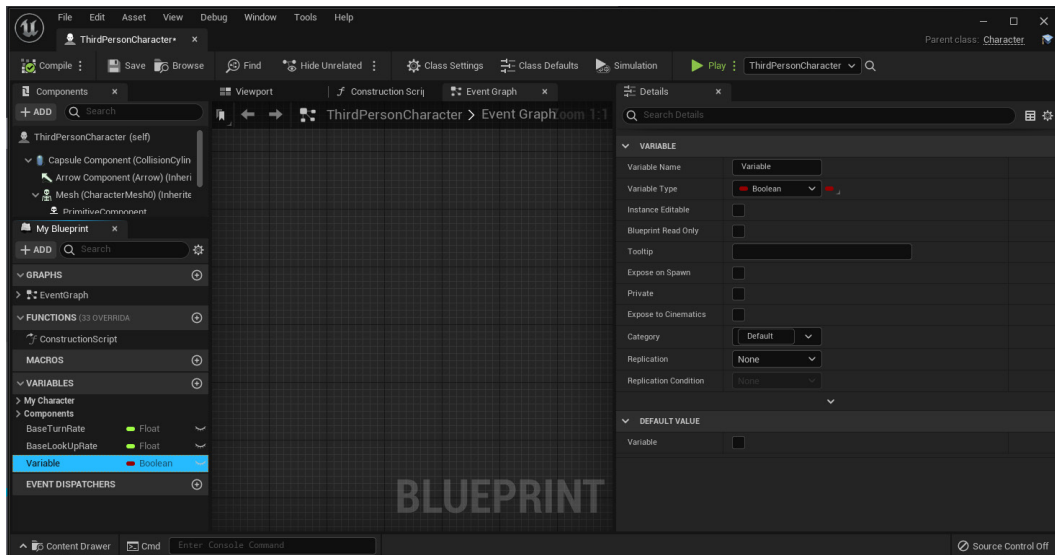 File Edit Asset View Debug Window Tools Help
ThirdPersonCharacter•
Parent class: Character
Compile Save Browse Find Hide Unrelated Class Settings Class Defaults Simulation Play ThirdPersonCharacter
Components Viewport Construction Scrip Event Graph Details
+ ADD Search
ThirdPersonCharacter > Event Graph Zoom 1:1
Search Details
ThirdPersonCharacter (self)
Capsule Component (CollisionCylin
Arrow Component (Arrow) (Inheri
Mesh (CharacterMesh0) (Inherite
PrimitiveComponent
My Blueprint
+ ADD Search
GRAPHS
EventGraph
FUNCTIONS (33 OVERRIDA
ConstructionScript
MACROS
VARIABLES
My Character
Components
BaseTurnRate Float
BaseLookUpRate Float
Variable Boolean
EVENT DISPATCHERS
BLUEPRINT
VARIABLE
Variable Name Variable
Variable Type Boolean
Instance Editable
Blueprint Read Only
Tooltip
Expose on Spawn
Private
Expose to Cinematics
Category Default
Replication None
Replication Condition None
DEFAULT VALUE
Variable
Content Drawer Cmd Enter Console Command Source Control Off